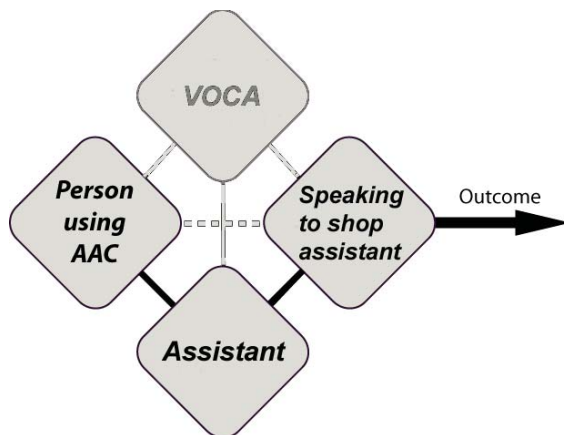 VOCA
Person
using
AAC
Speaking
to shop
assistant
Outcome
Assistant